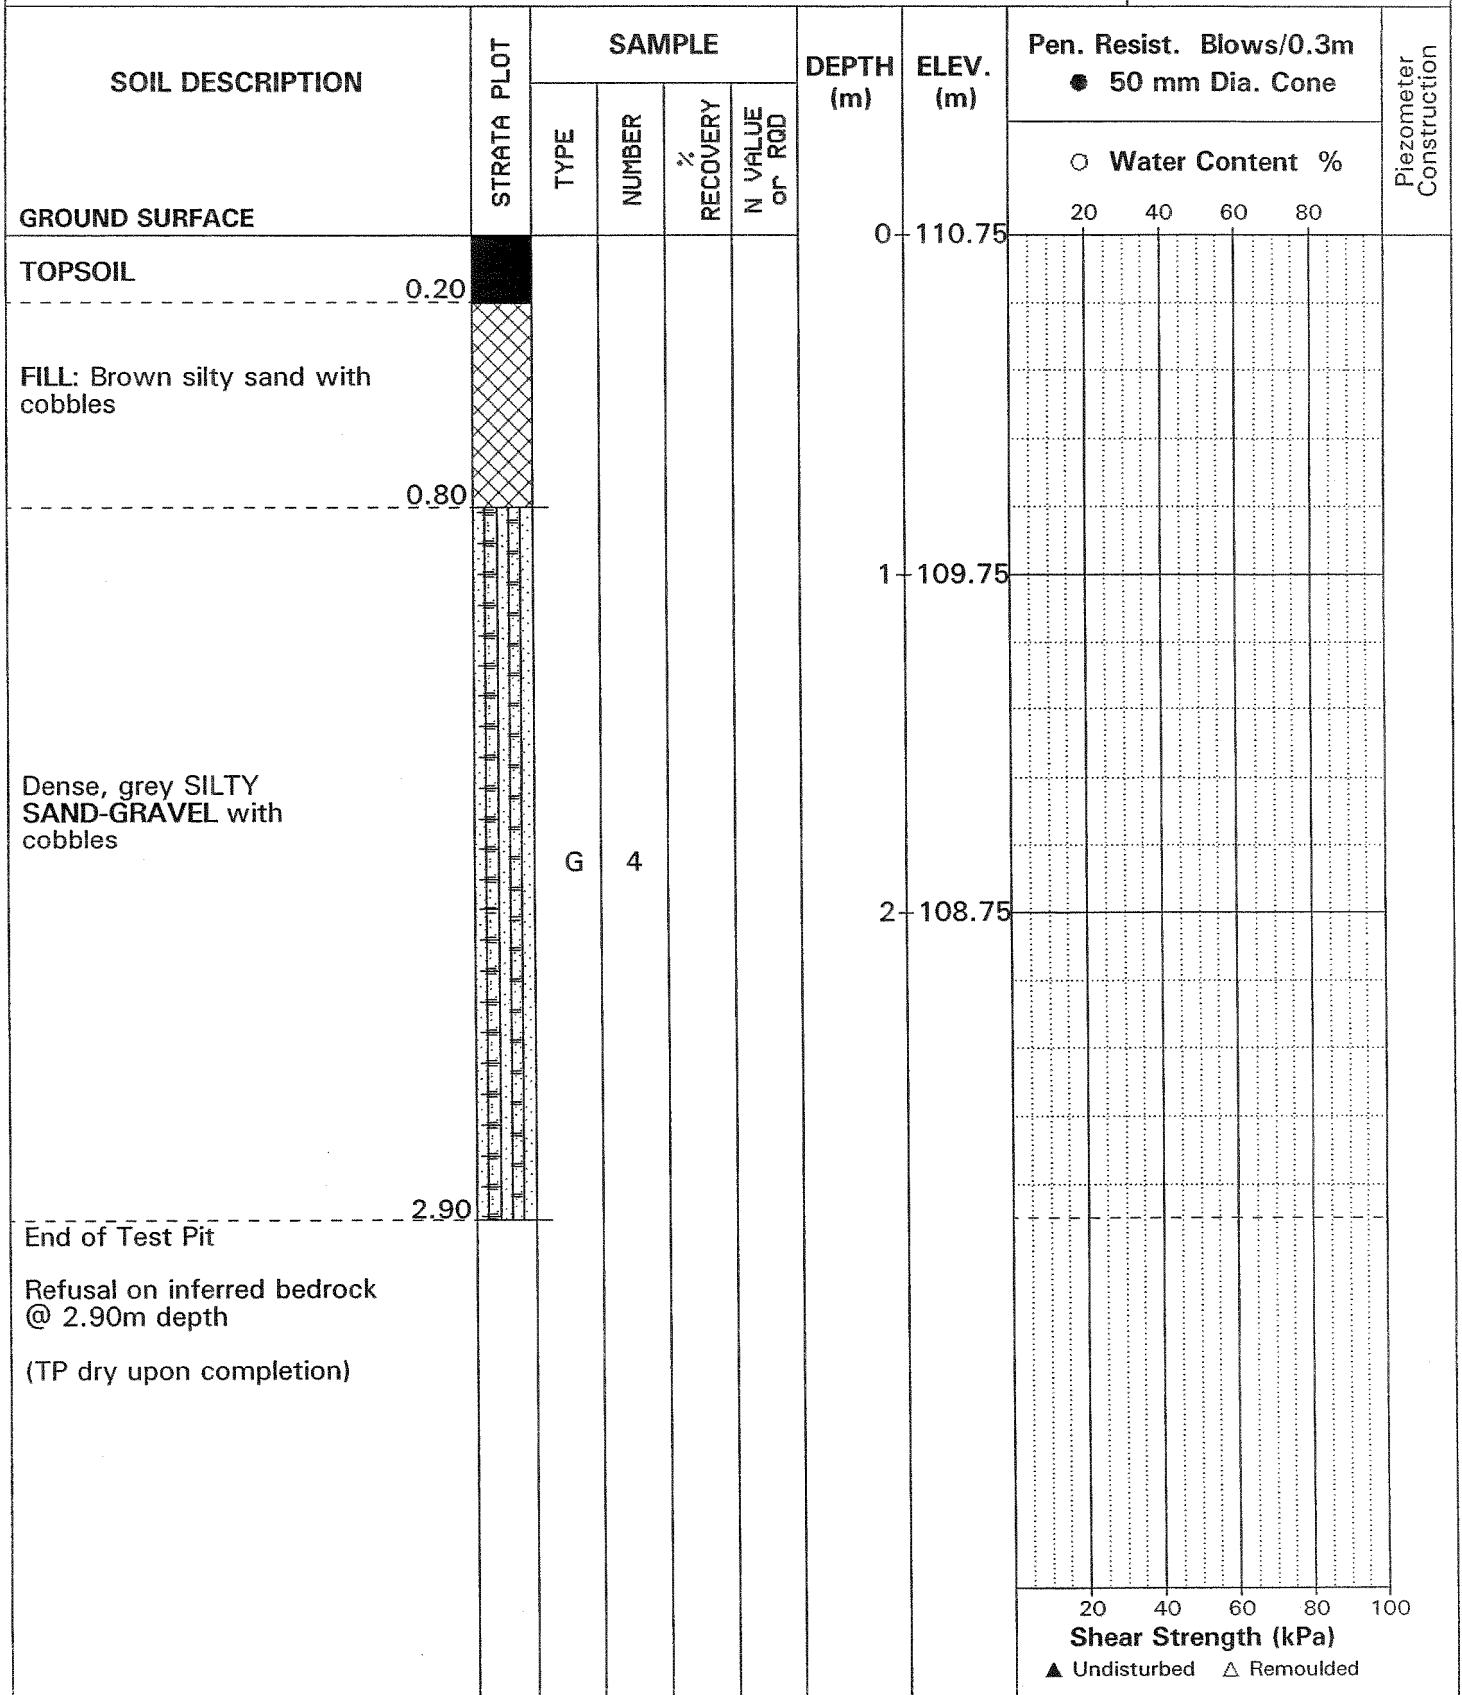 SOIL DESCRIPTION
GROUND SURFACE
STRATA PLOT
SAMPLE
TYPE
NUMBER
%
RECOVERY
N VALUE
or RQD
DEPTH
(m)
ELEV.
(m)
Pen. Resist. Blows/0.3m
● 50 mm Dia. Cone
○ Water Content %
20 40 60 80
Piezometer
Construction
0 110.75
TOPSOIL
0.20
FILL: Brown silty sand with
cobbles
0.80
1 109.75
Dense, grey SILTY
SAND-GRAVEL with
cobbles
G 4
2 108.75
2.90
End of Test Pit
Refusal on inferred bedrock
@ 2.90m depth
(TP dry upon completion)
20 40 60 80 100
Shear Strength (kPa)
▲ Undisturbed △ Remoulded